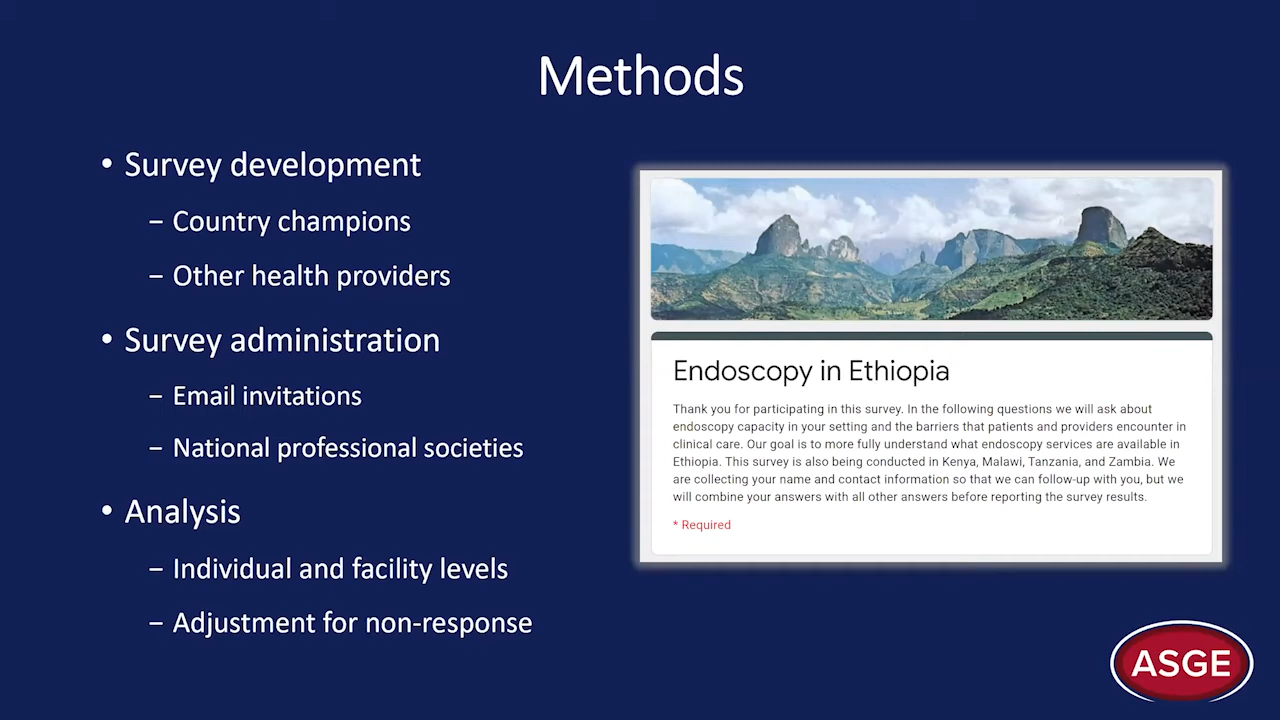 Methods
• Survey development
– Country champions
– Other health providers
• Survey administration
– Email invitations
– National professional societies
• Analysis
– Individual and facility levels
– Adjustment for non-response
Endoscopy in Ethiopia
Thank you for participating in this survey. In the following questions we will ask about
endoscopy capacity in your setting and the barriers that patients and providers encounter in
clinical care. Our goal is to more fully understand what endoscopy services are available in
Ethiopia. This survey is also being conducted in Kenya, Malawi, Tanzania, and Zambia. We
are collecting your name and contact information so that we can follow-up with you, but we
will combine your answers with all other answers before reporting the survey results.
* Required
ASGE